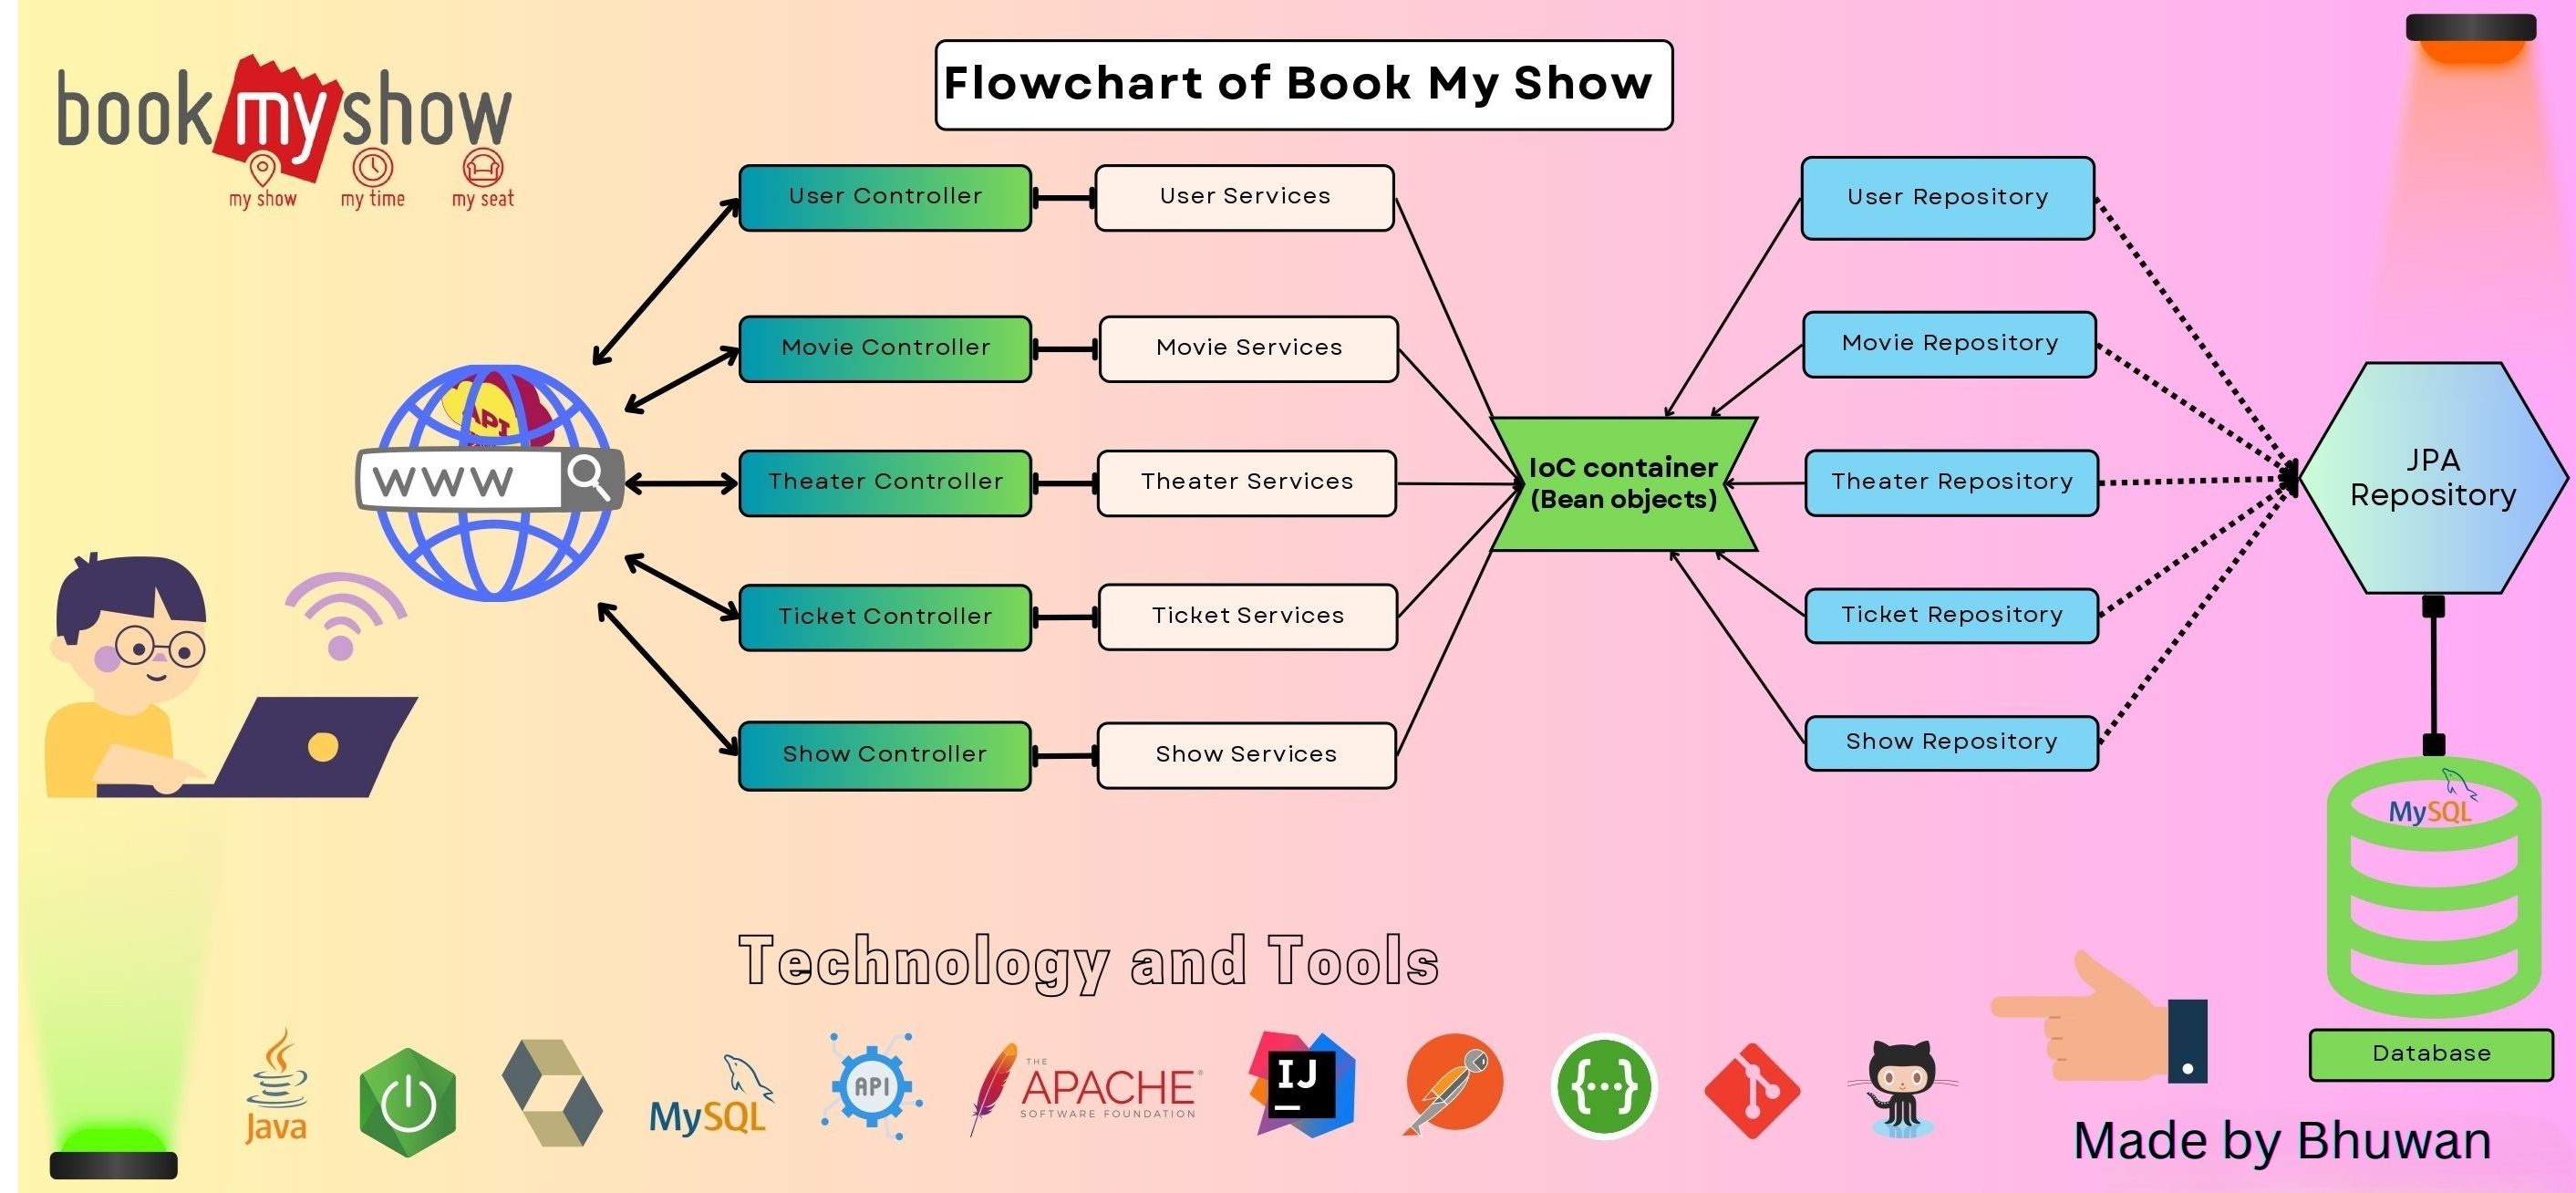 bookmyshow
my show
my time
my seat
Flowchart of Book My Show
User Controller
User Services
User Repository
Movie Controller
Movie Services
Movie Repository
API
www
Theater Controller
Theater Services
IoC container
(Bean objects)
Theater Repository
JPA
Repository
Ticket Controller
Ticket Services
Ticket Repository
Show Controller
Show Services
Show Repository
MySQL
Technology and Tools
Java
MySQL
API
THE
APACHE®
SOFTWARE FOUNDATION
IJ
{...}
Database
Made by Bhuwan